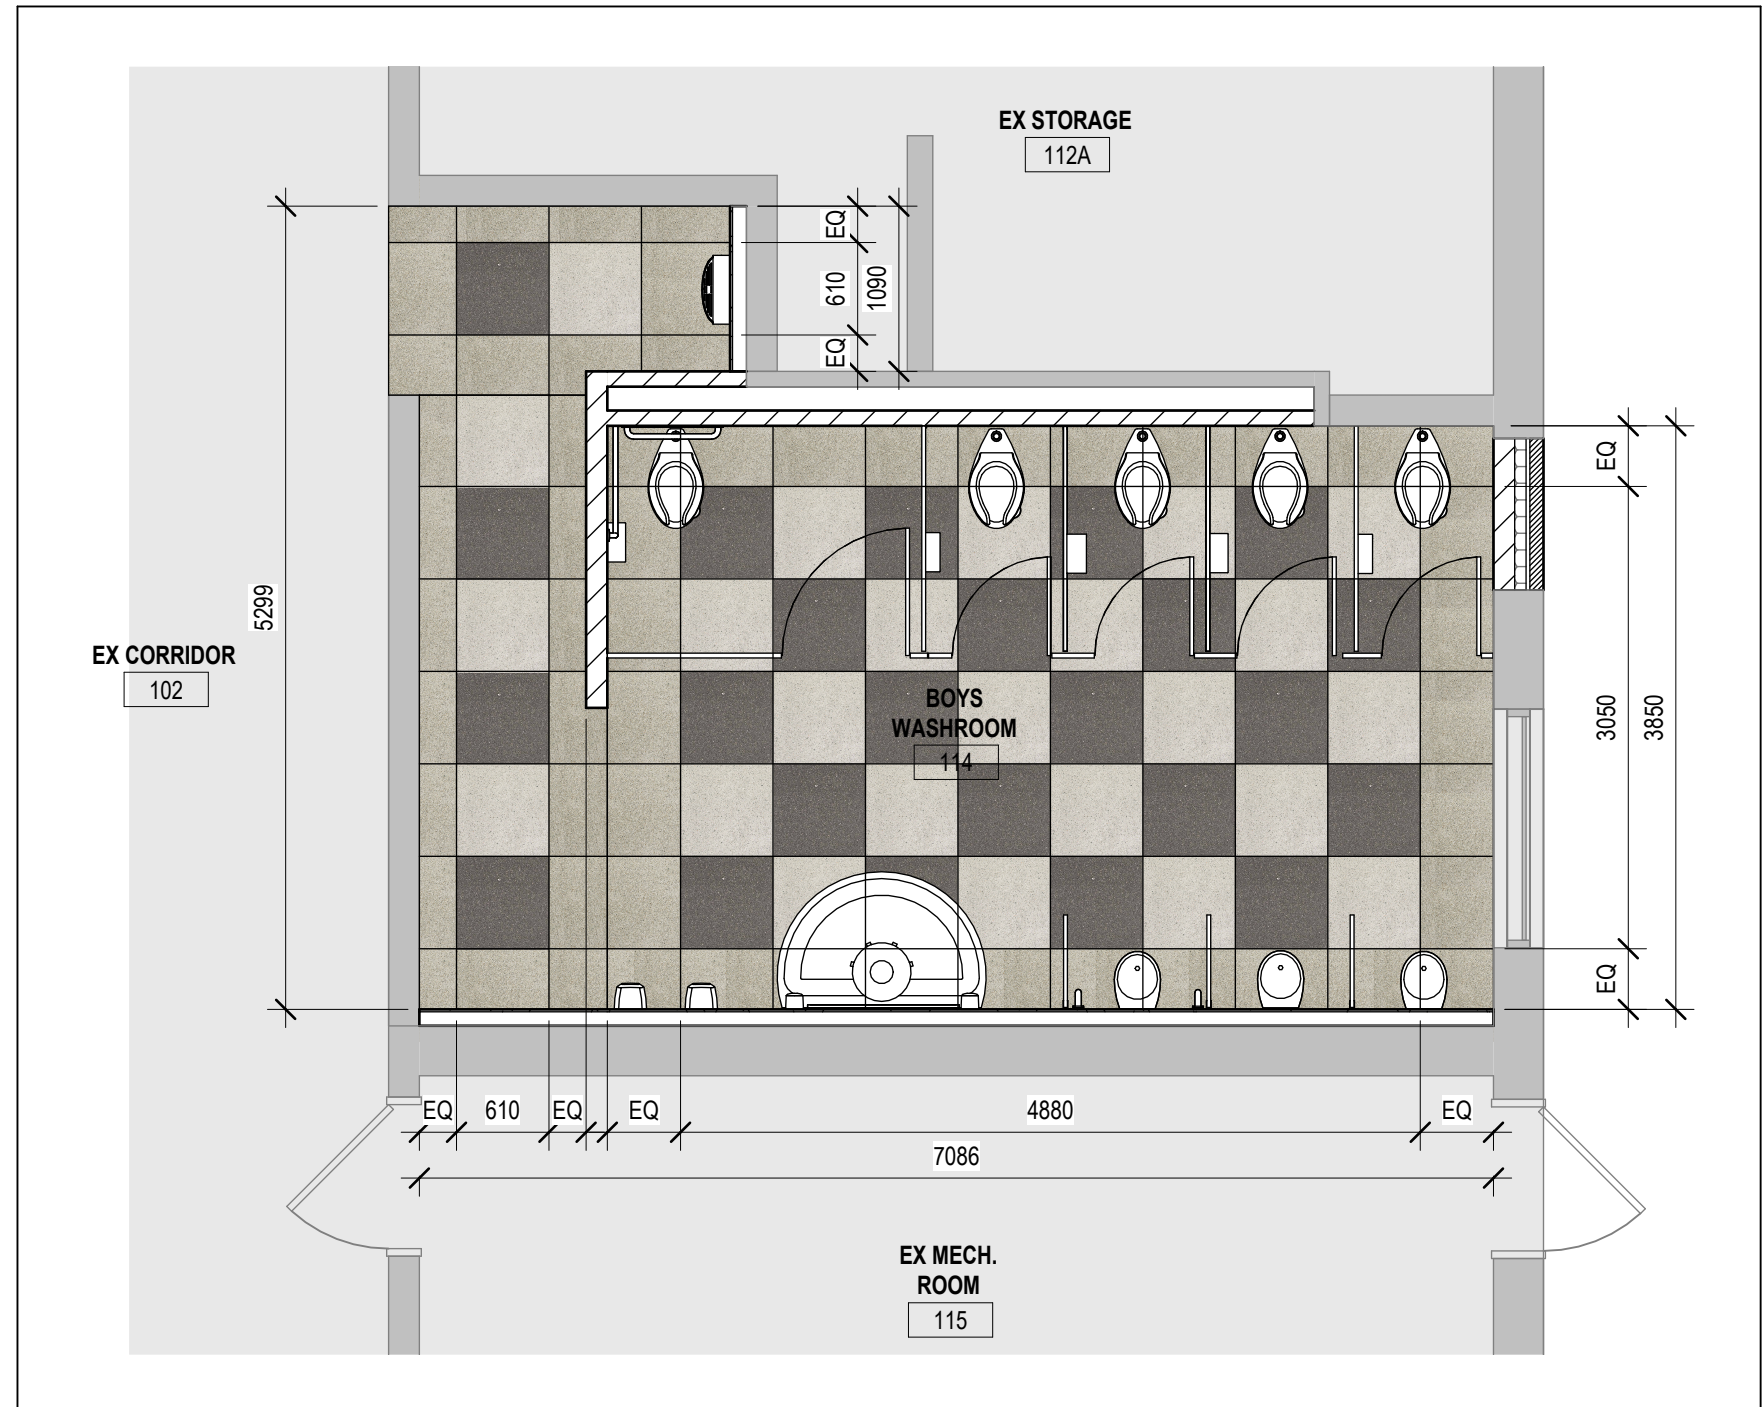 EX STORAGE
112A
EQ
610
1090
EQ
EQ
5299
EX CORRIDOR
102
BOYS
WASHROOM
114
3050
3850
EQ
EQ 610 EQ EQ 4880 EQ
7086
EX MECH.
ROOM
115